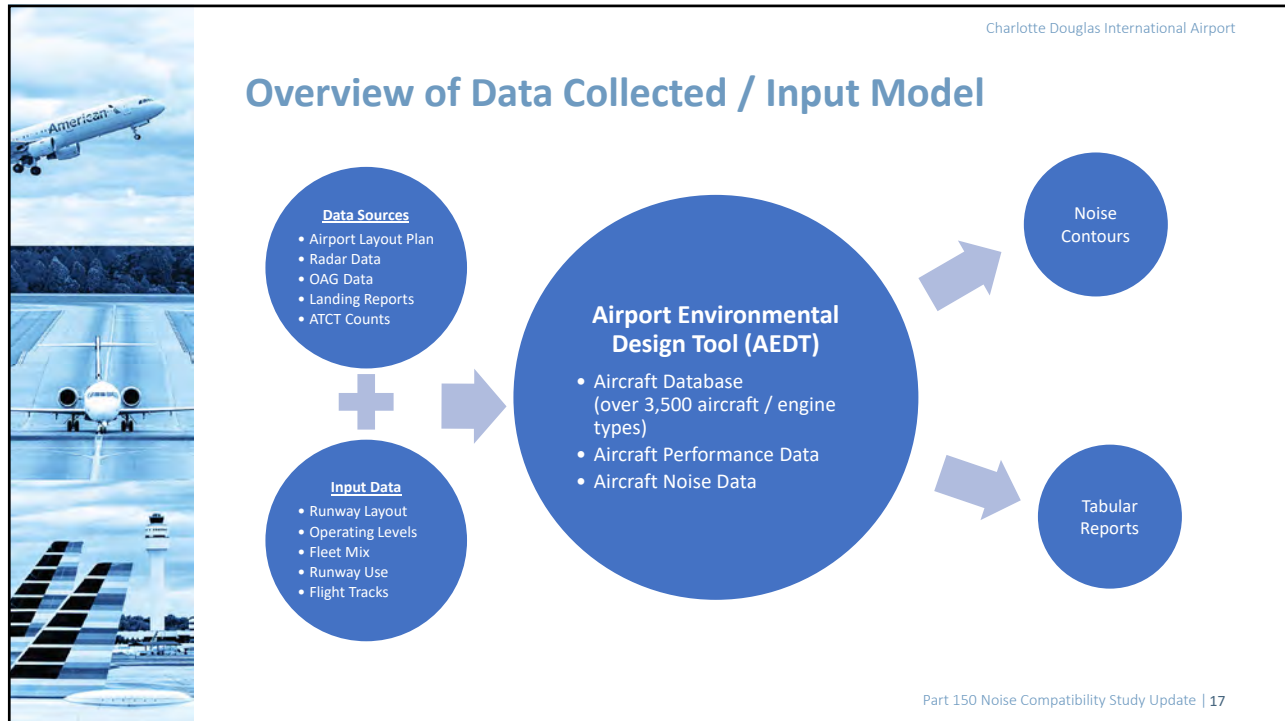 Charlotte Douglas International Airport
Overview of Data Collected / Input Model
American
Data Sources
• Airport Layout Plan
• Radar Data
• OAG Data
• Landing Reports
• ATCT Counts
Input Data
• Runway Layout
• Operating Levels
• Fleet Mix
• Runway Use
• Flight Tracks
Airport Environmental
Design Tool (AEDT)
• Aircraft Database
(over 3,500 aircraft / engine
types)
• Aircraft Performance Data
• Aircraft Noise Data
Noise
Contours
Tabular
Reports
Part 150 Noise Compatibility Study Update | 17